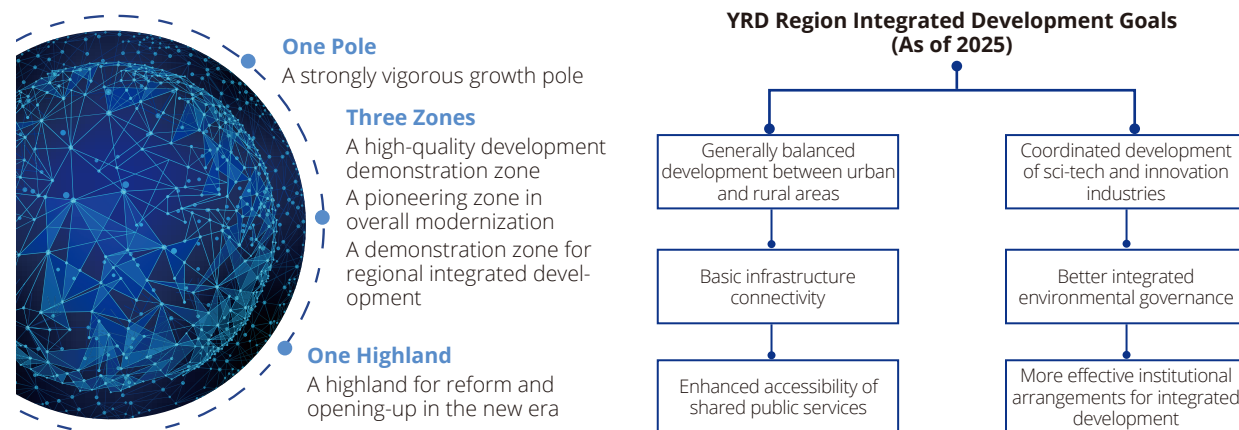 One Pole
A strongly vigorous growth pole
Three Zones
A high-quality development
demonstration zone
A pioneering zone in
overall modernization
A demonstration zone for
regional integrated devel-
opment
One Highland
A highland for reform and
opening-up in the new era
YRD Region Integrated Development Goals
(As of 2025)
Generally balanced
development between urban
and rural areas
Basic infrastructure
connectivity
Enhanced accessibility of
shared public services
Coordinated development
of sci-tech and innovation
industries
Better integrated
environmental governance
More effective institutional
arrangements for integrated
development